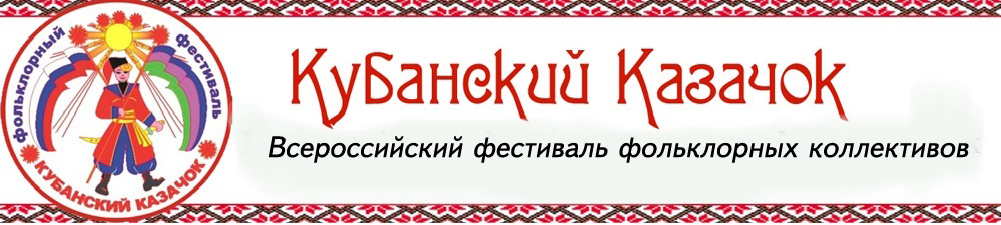 фольклорный фестиваль
КУБАНСКИЙ КАЗАЧОК
Кубанский Казачок
Всероссийский фестиваль фольклорных коллективов